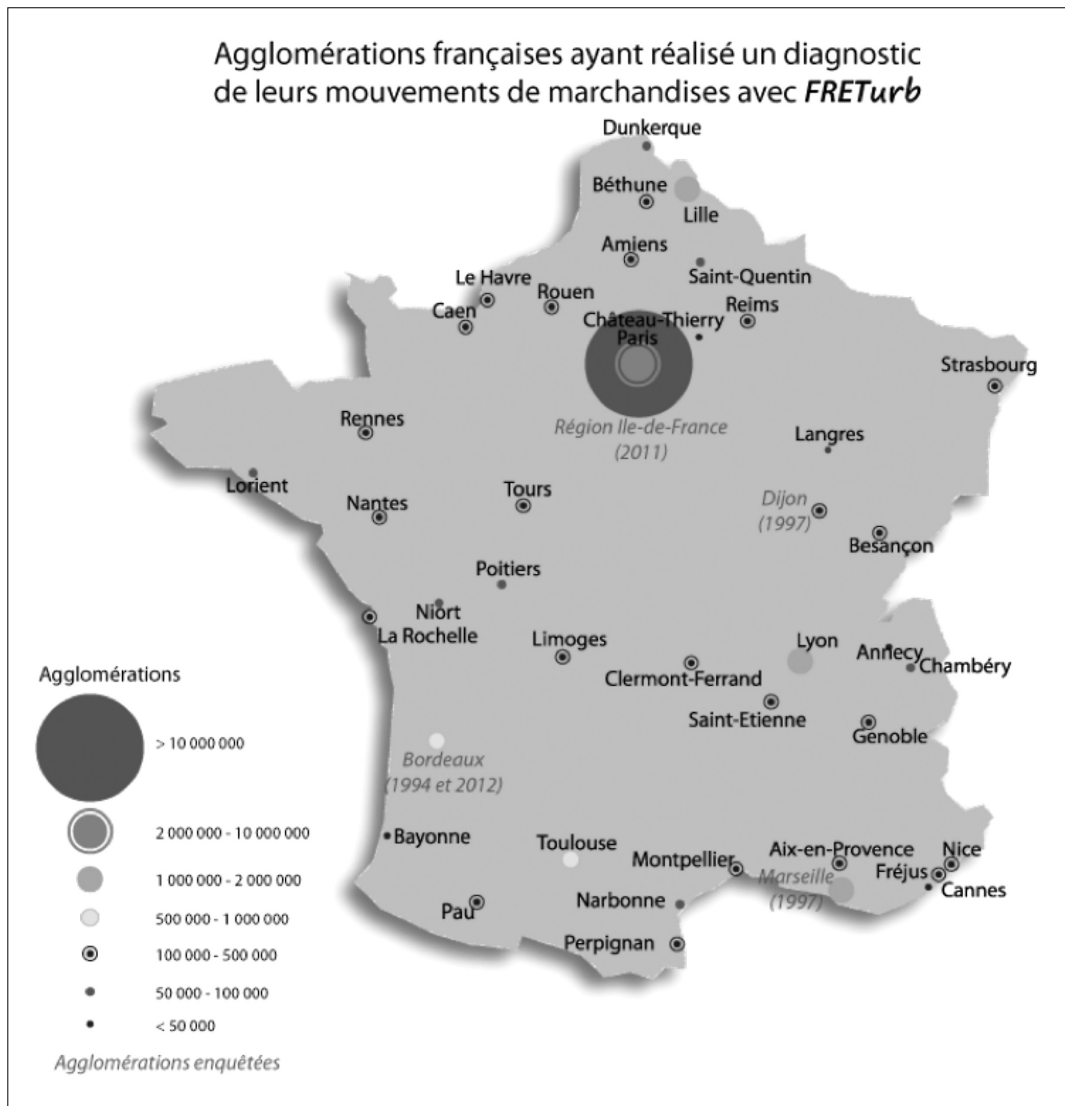 Agglomérations françaises ayant réalisé un diagnostic
de leurs mouvements de marchandises avec FRETurb
Dunkerque
Béthune
Lille
Amiens
Saint-Quentin
Le Havre
Rouen
Reims
Caen
Château-Thierry
Paris
Strasbourg
Rennes
Région Ile-de-France
(2011)
Langres
Lorient
Nantes
Tours
Dijon
(1997)
Besançon
Poitiers
Niort
La Rochelle
Limoges
Lyon
Annecy
Chambéry
Clermont-Ferrand
Saint-Etienne
Genoble
Bordeaux
(1994 et 2012)
Bayonne
Toulouse
Montpellier
Aix-en-Provence
Nice
Marseille
(1997)
Fréjus
Cannes
Pau
Narbonne
Perpignan
Agglomérations
> 10 000 000
2 000 000 - 10 000 000
1 000 000 - 2 000 000
500 000 - 1 000 000
100 000 - 500 000
50 000 - 100 000
< 50 000
Agglomérations enquêtées